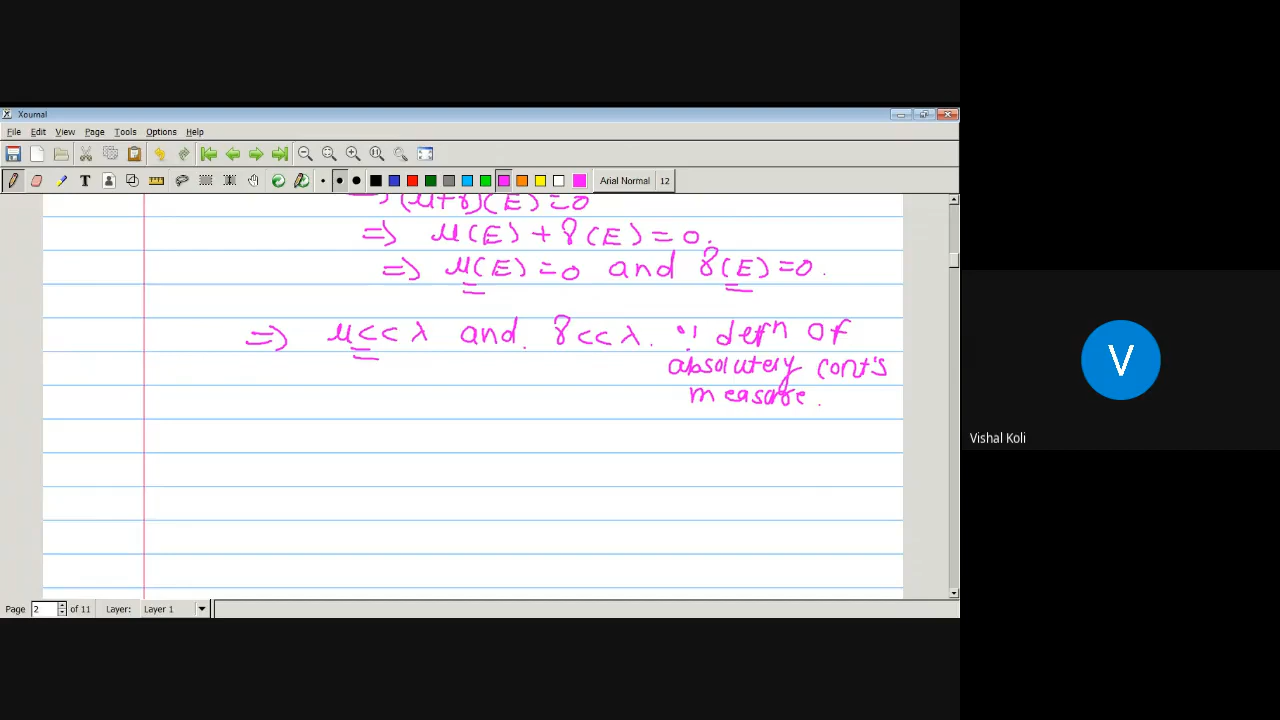 Xournal
File Edit View Page Tools Options Help
Arial Normal 12
⇒ (μ+γ)(E)=0
⇒ μ(E) + γ(E) = 0.
⇒ μ(E) = 0 and γ(E) = 0.
⇒ μ << λ and. γ << λ. ∵ defn of
absolutely cont's
measure.
V
Vishal Koli
Page 2 of 11 Layer: Layer 1